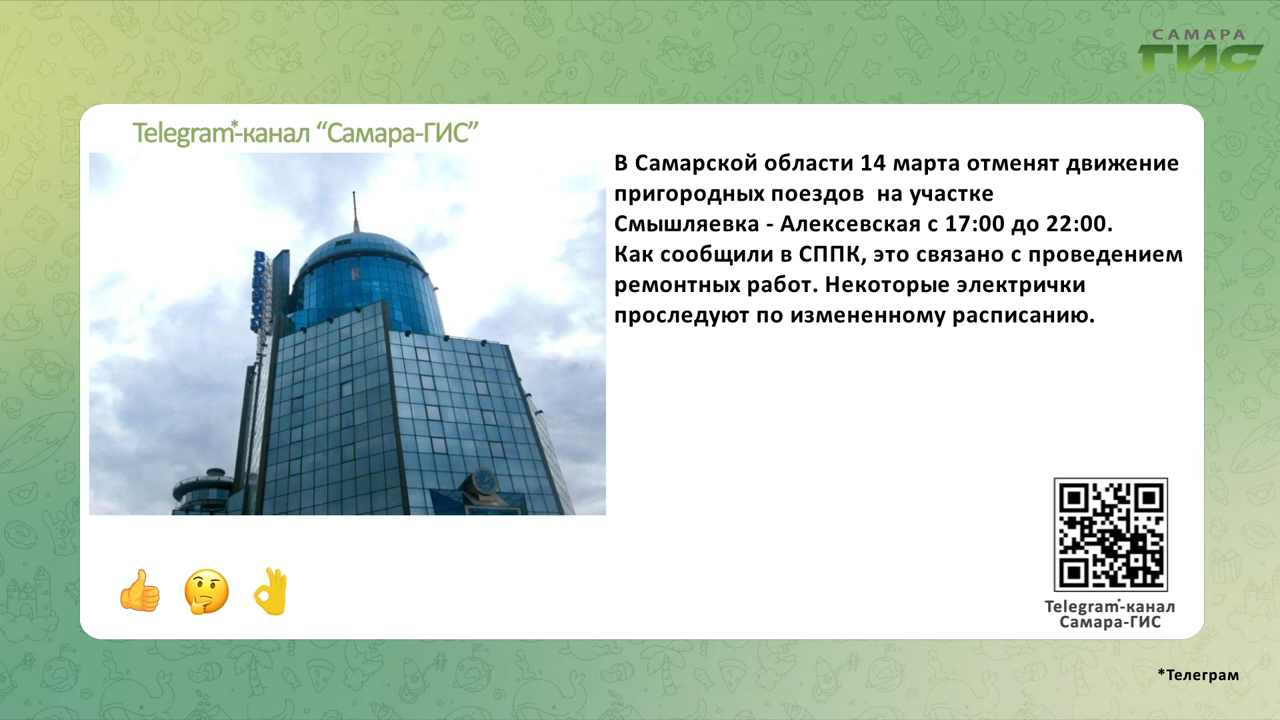 САМАРА
ГИС
Telegram*-канал “Самара-ГИС”
В Самарской области 14 марта отменят движение
пригородных поездов на участке
Смышляевка - Алексевская с 17:00 до 22:00.
Как сообщили в СППК, это связано с проведением
ремонтных работ. Некоторые электрички
проследуют по измененному расписанию.
Telegram*-канал
Самара-ГИС
*Телеграм